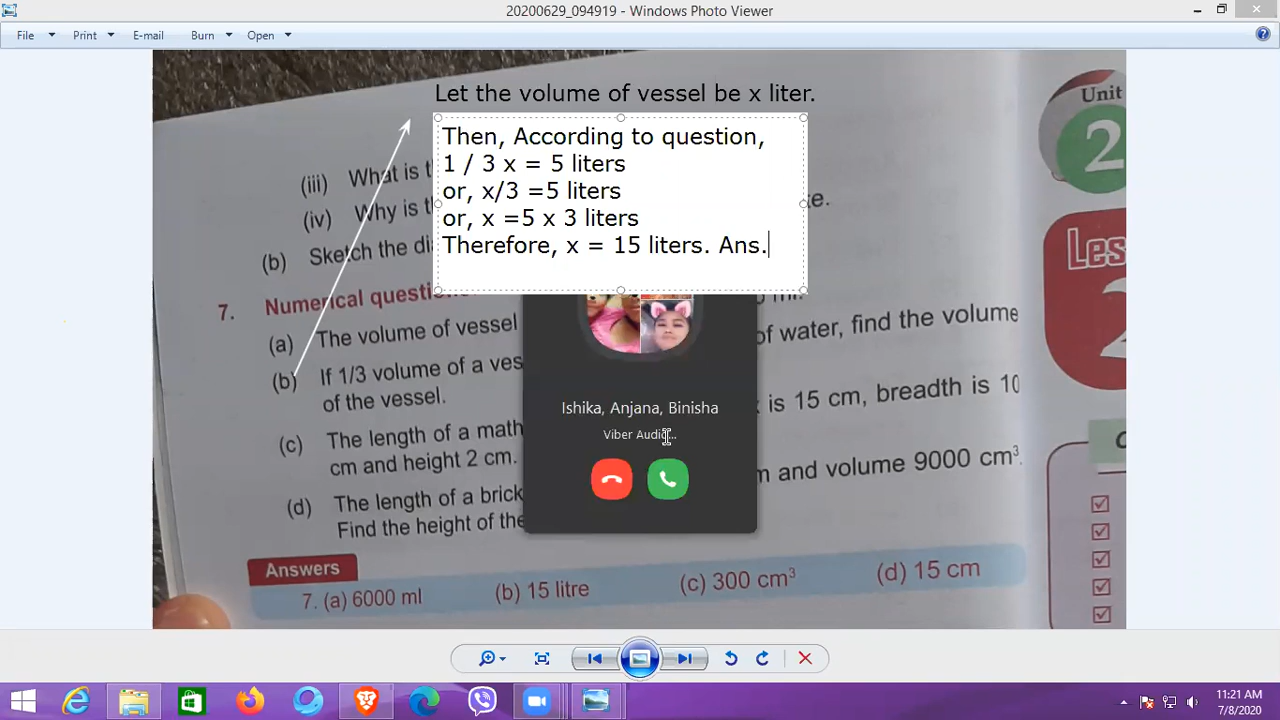 20200629_094919 - Windows Photo Viewer
File Print E-mail Burn Open
Let the volume of vessel be x liter.
Then, According to question,
1 / 3 x = 5 liters
or, x/3 =5 liters
or, x =5 x 3 liters
Therefore, x = 15 liters. Ans.
Unit
2
(iii) What is
(iv) Why is
(b) Sketch the
7. Numerical
(a) The volume of vessel of water, find the volume
(b) If 1/3 volume of a
of the vessel.
is 15 cm, breadth is 10
(c) The length of a
cm and height 2 cm.
and volume 9000 cm³.
(d) The length of a brick
Find the height of the
Ishika, Anjana, Binisha
Viber Audio...
Answers
7. (a) 6000 ml (b) 15 litre (c) 300 cm³ (d) 15 cm
11:21 AM
7/8/2020